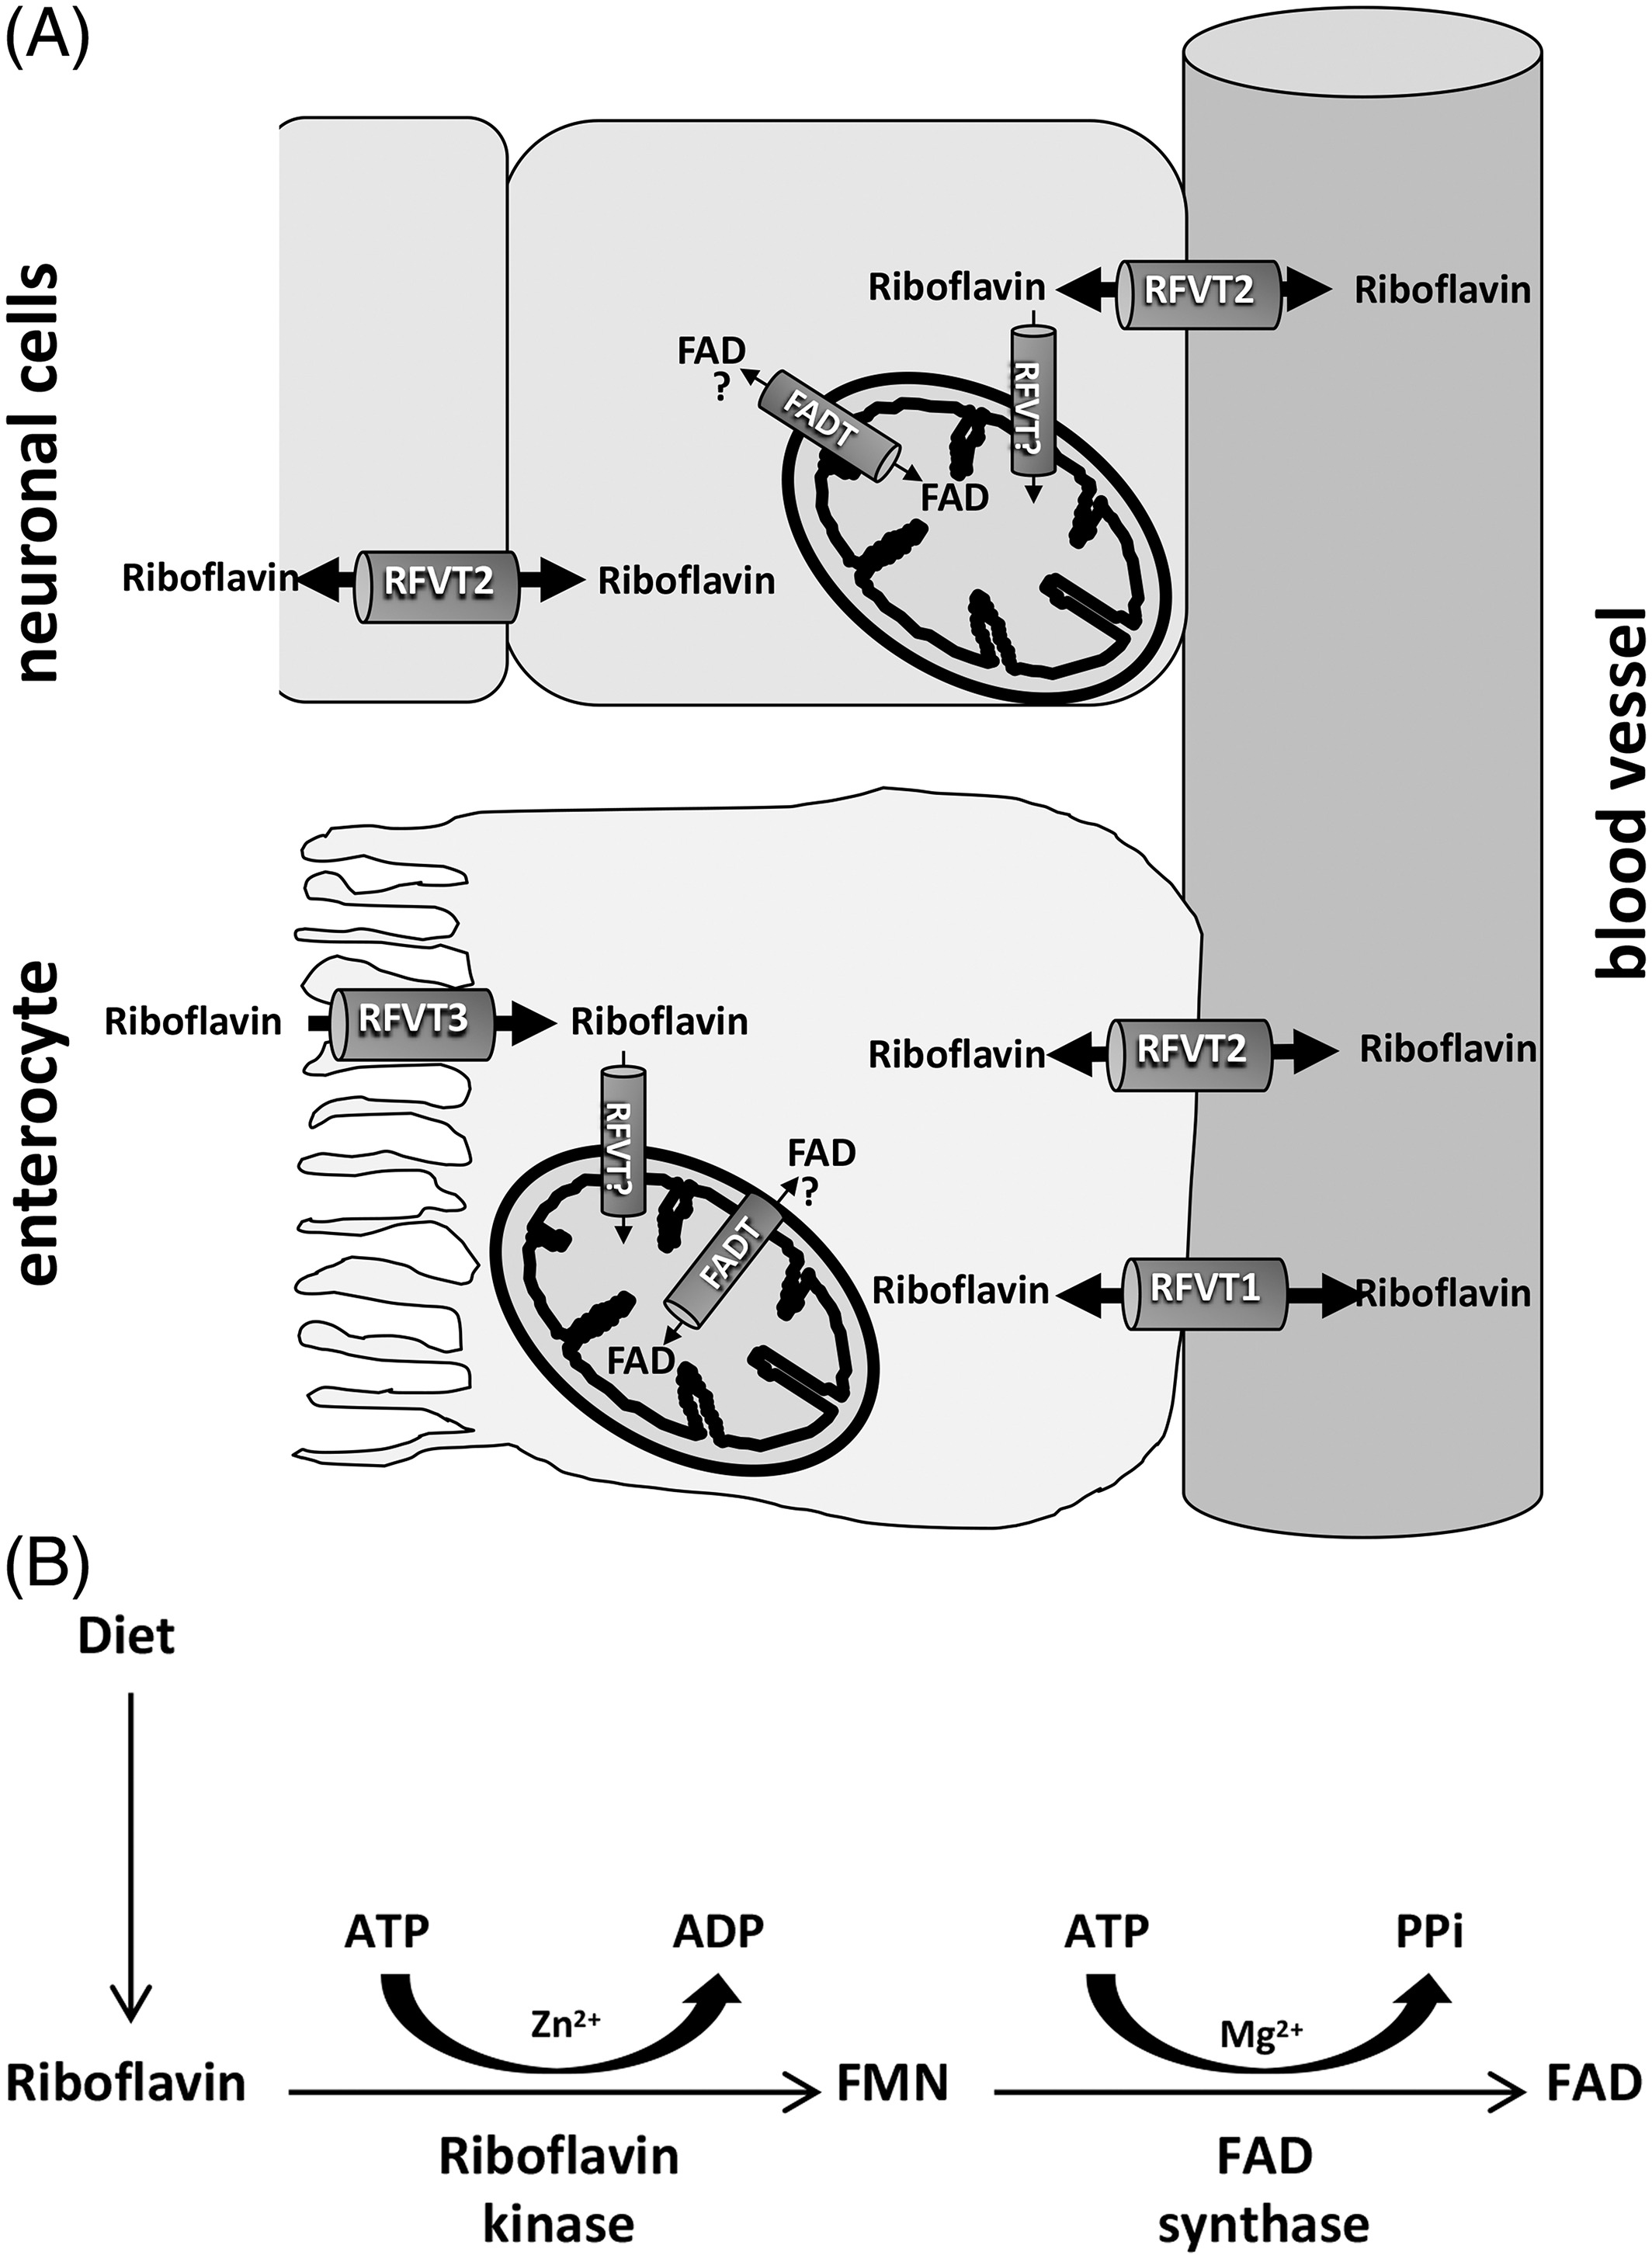 (A)
neuronal cells
Riboflavin
RFVT2
Riboflavin
FAD
?
FADT
FAD
RFVT?
Riboflavin
RFVT2
Riboflavin
blood vessel
enterocyte
Riboflavin
RFVT3
Riboflavin
Riboflavin
RFVT2
Riboflavin
RFVT?
FAD
?
FADT
FAD
Riboflavin
RFVT1
Riboflavin
(B)
Diet
ATP
ADP
ATP
PPi
Zn²⁺
Mg²⁺
Riboflavin
FMN
FAD
Riboflavin
kinase
FAD
synthase